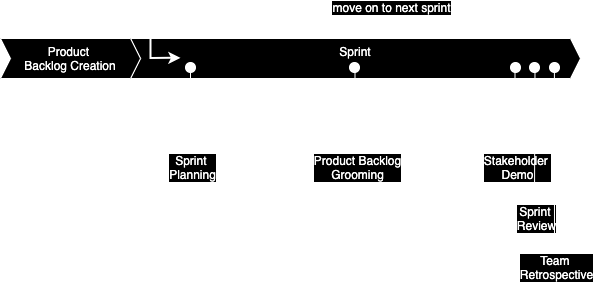 move on to next sprint
Product
Backlog Creation
Sprint
Sprint
Planning
Product Backlog
Grooming
Stakeholder
Demo
Sprint
Review
Team
Retrospective